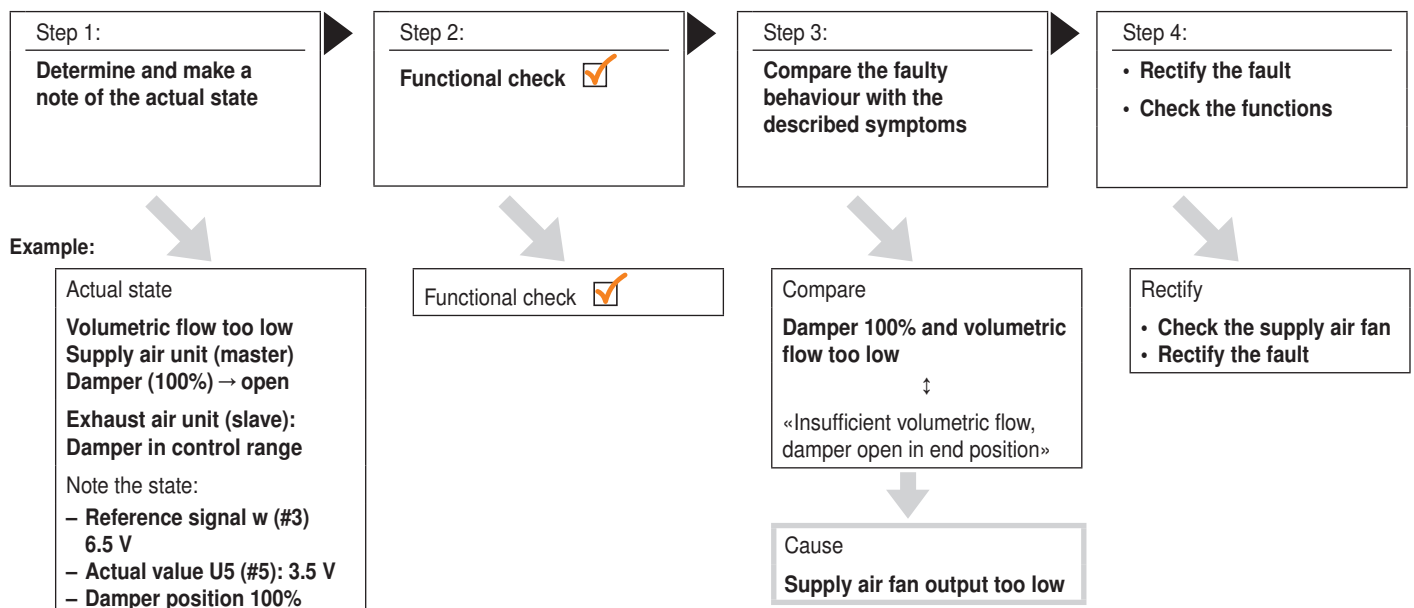 Step 1:
Determine and make a
note of the actual state
Step 2:
Functional check
Step 3:
Compare the faulty
behaviour with the
described symptoms
Step 4:
• Rectify the fault
• Check the functions
Example:
Actual state
Volumetric flow too low
Supply air unit (master)
Damper (100%) → open
Exhaust air unit (slave):
Damper in control range
Note the state:
– Reference signal w (#3)
6.5 V
– Actual value U5 (#5): 3.5 V
– Damper position 100%
Functional check
Compare
Damper 100% and volumetric
flow too low
↕
«Insufficient volumetric flow,
damper open in end position»
Cause
Supply air fan output too low
Rectify
• Check the supply air fan
• Rectify the fault